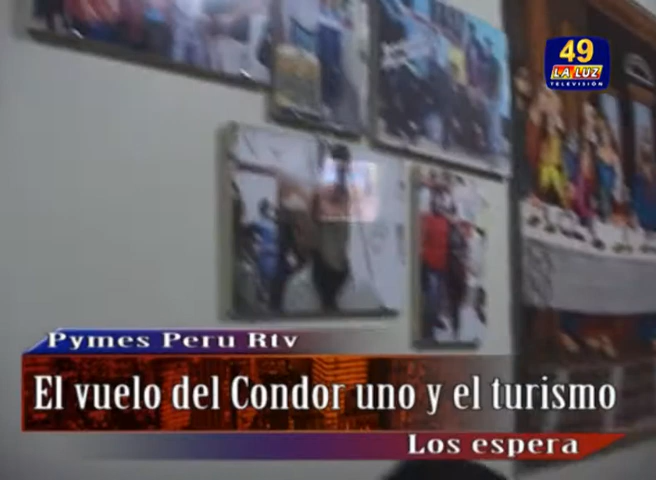 49
LA LUZ
TELEVISIÓN
Pymes Peru Rtv
El vuelo del Condor uno y el turismo
Los espera